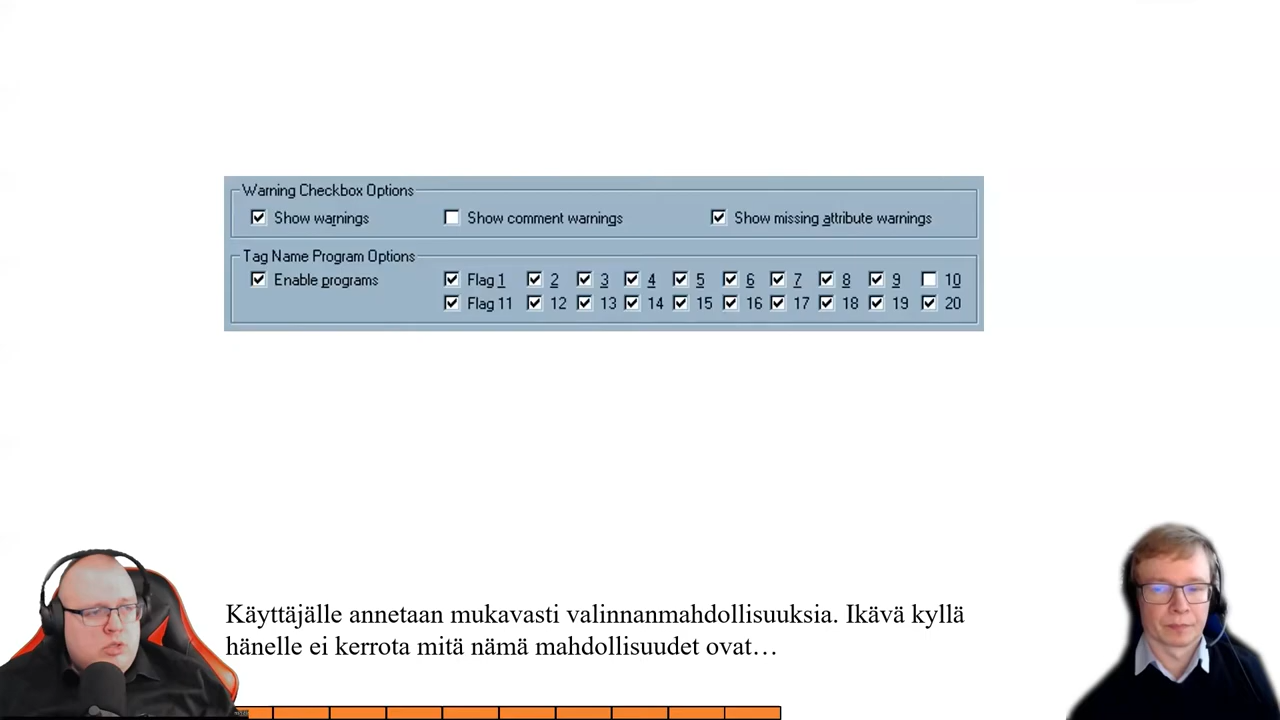 Warning Checkbox Options
Show warnings Show comment warnings Show missing attribute warnings
Tag Name Program Options
Enable programs Flag 1 2 3 4 5 6 7 8 9 10
Flag 11 12 13 14 15 16 17 18 19 20
Käyttäjälle annetaan mukavasti valinnanmahdollisuuksia. Ikävä kyllä
hänelle ei kerrota mitä nämä mahdollisuudet ovat…